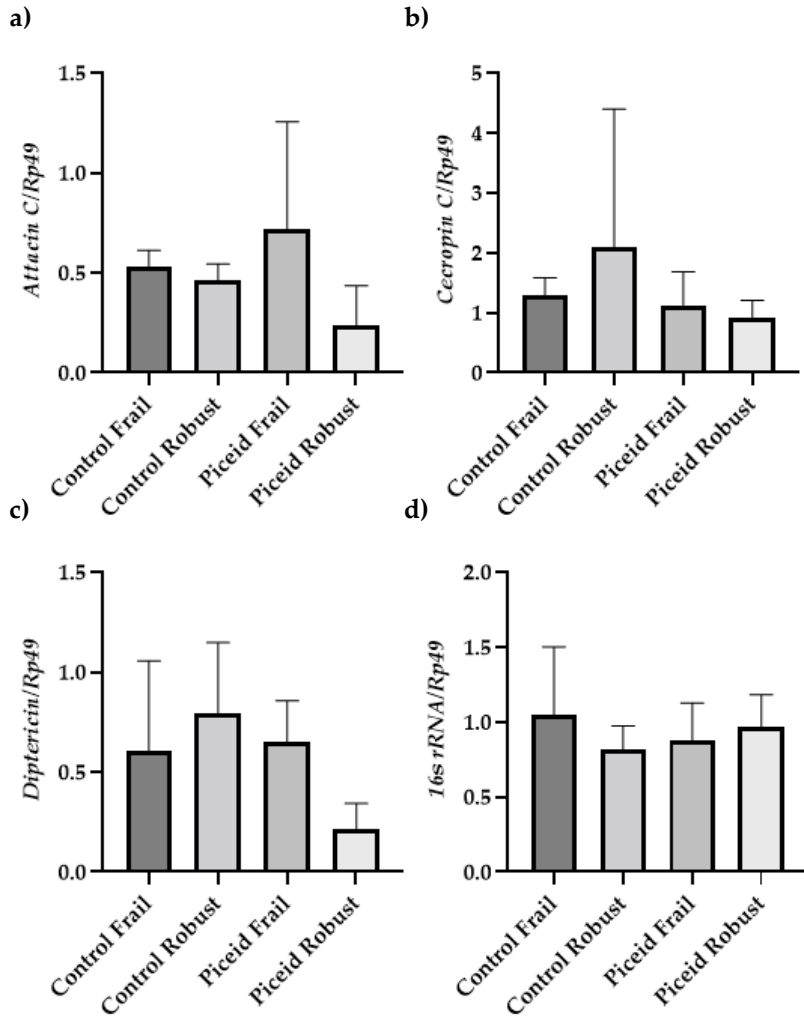 a)
Attacin C/Rp49
1.5
1.0
0.5
0.0
Control Frail
Control Robust
Piceid Frail
Piceid Robust
b)
Cecropin C/Rp49
5
4
3
2
1
0
Control Frail
Control Robust
Piceid Frail
Piceid Robust
c)
Diptericin/Rp49
1.5
1.0
0.5
0.0
Control Frail
Control Robust
Piceid Frail
Piceid Robust
d)
16s rRNA/Rp49
2.0
1.5
1.0
0.5
0.0
Control Frail
Control Robust
Piceid Frail
Piceid Robust